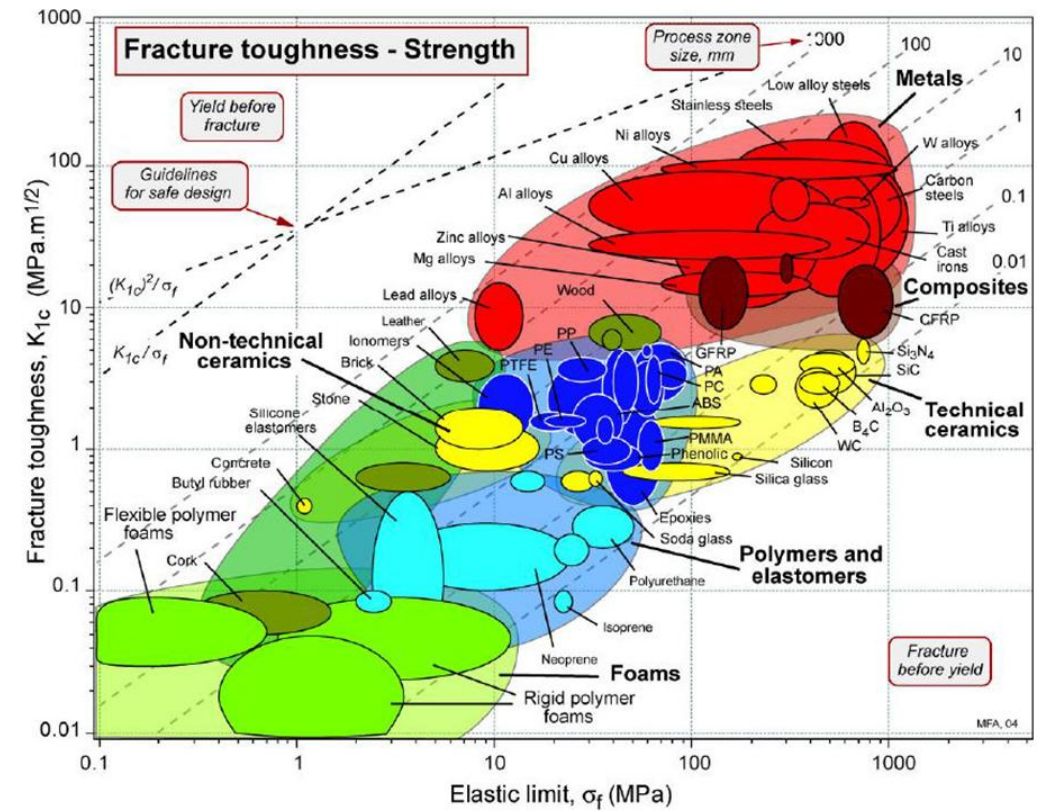 Fracture toughness - Strength
Process zone
size, mm
1000
100
10
1
0.1
0.01
Yield before
fracture
Guidelines
for safe design
Low alloy steels
Metals
Stainless steels
Ni alloys
W alloys
Cu alloys
Carbon
steels
Al alloys
Ti alloys
Zinc alloys
Cast
irons
Mg alloys
(K1c)²/σf
Composites
Lead alloys
Wood
CFRP
Leather
Non-technical
ceramics
Ionomers
PP
GFRP
K1c/σf
PE
Si3N4
Brick
PTFE
PA
SiC
PC
Stone
ABS
Al2O3
Technical
ceramics
Silicone
elastomers
B4C
PMMA
WC
PS
Phenolic
Concrete
Silicon
Butyl rubber
Silica glass
Flexible polymer
foams
Epoxies
Soda glass
Polymers and
elastomers
Cork
Polyurethane
Isoprene
Neoprene
Foams
Fracture
before yield
Rigid polymer
foams
MFA, 04
Fracture toughness, K1c (MPa.m1/2)
1000
100
10
1
0.1
0.01
0.1
1
10
100
1000
Elastic limit, σf (MPa)